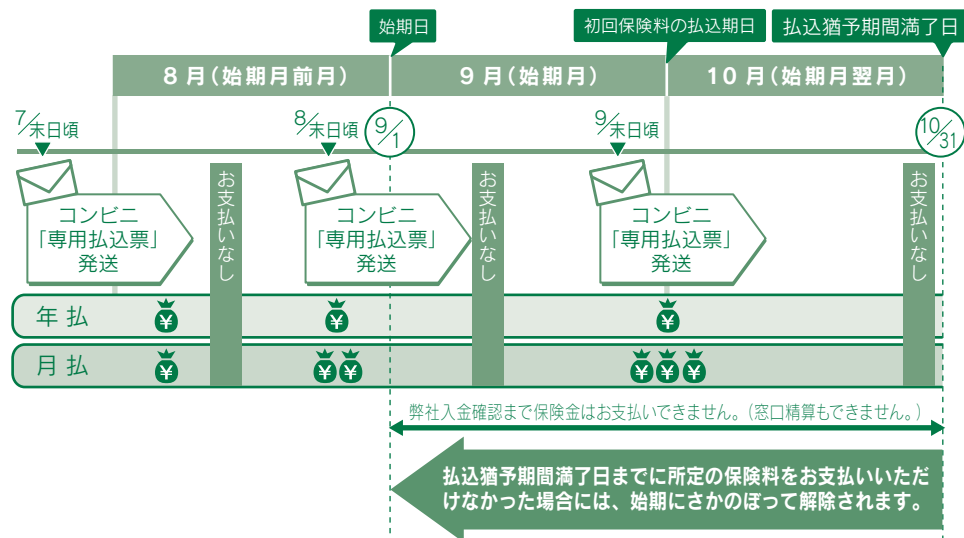 始期日
初回保険料の払込期日
払込猶予期間満了日
8月(始期月前月)
9月(始期月)
10月(始期月翌月)
7/末日頃
8/末日頃
9/1
9/末日頃
10/31
コンビニ
「専用払込票」
発送
お支払いなし
コンビニ
「専用払込票」
発送
お支払いなし
コンビニ
「専用払込票」
発送
お支払いなし
年払
¥
¥
¥
月払
¥
¥¥
¥¥¥
弊社入金確認まで保険金はお支払いできません。(窓口精算もできません。)
払込猶予期間満了日までに所定の保険料をお支払いいただ
けなかった場合には、始期にさかのぼって解除されます。